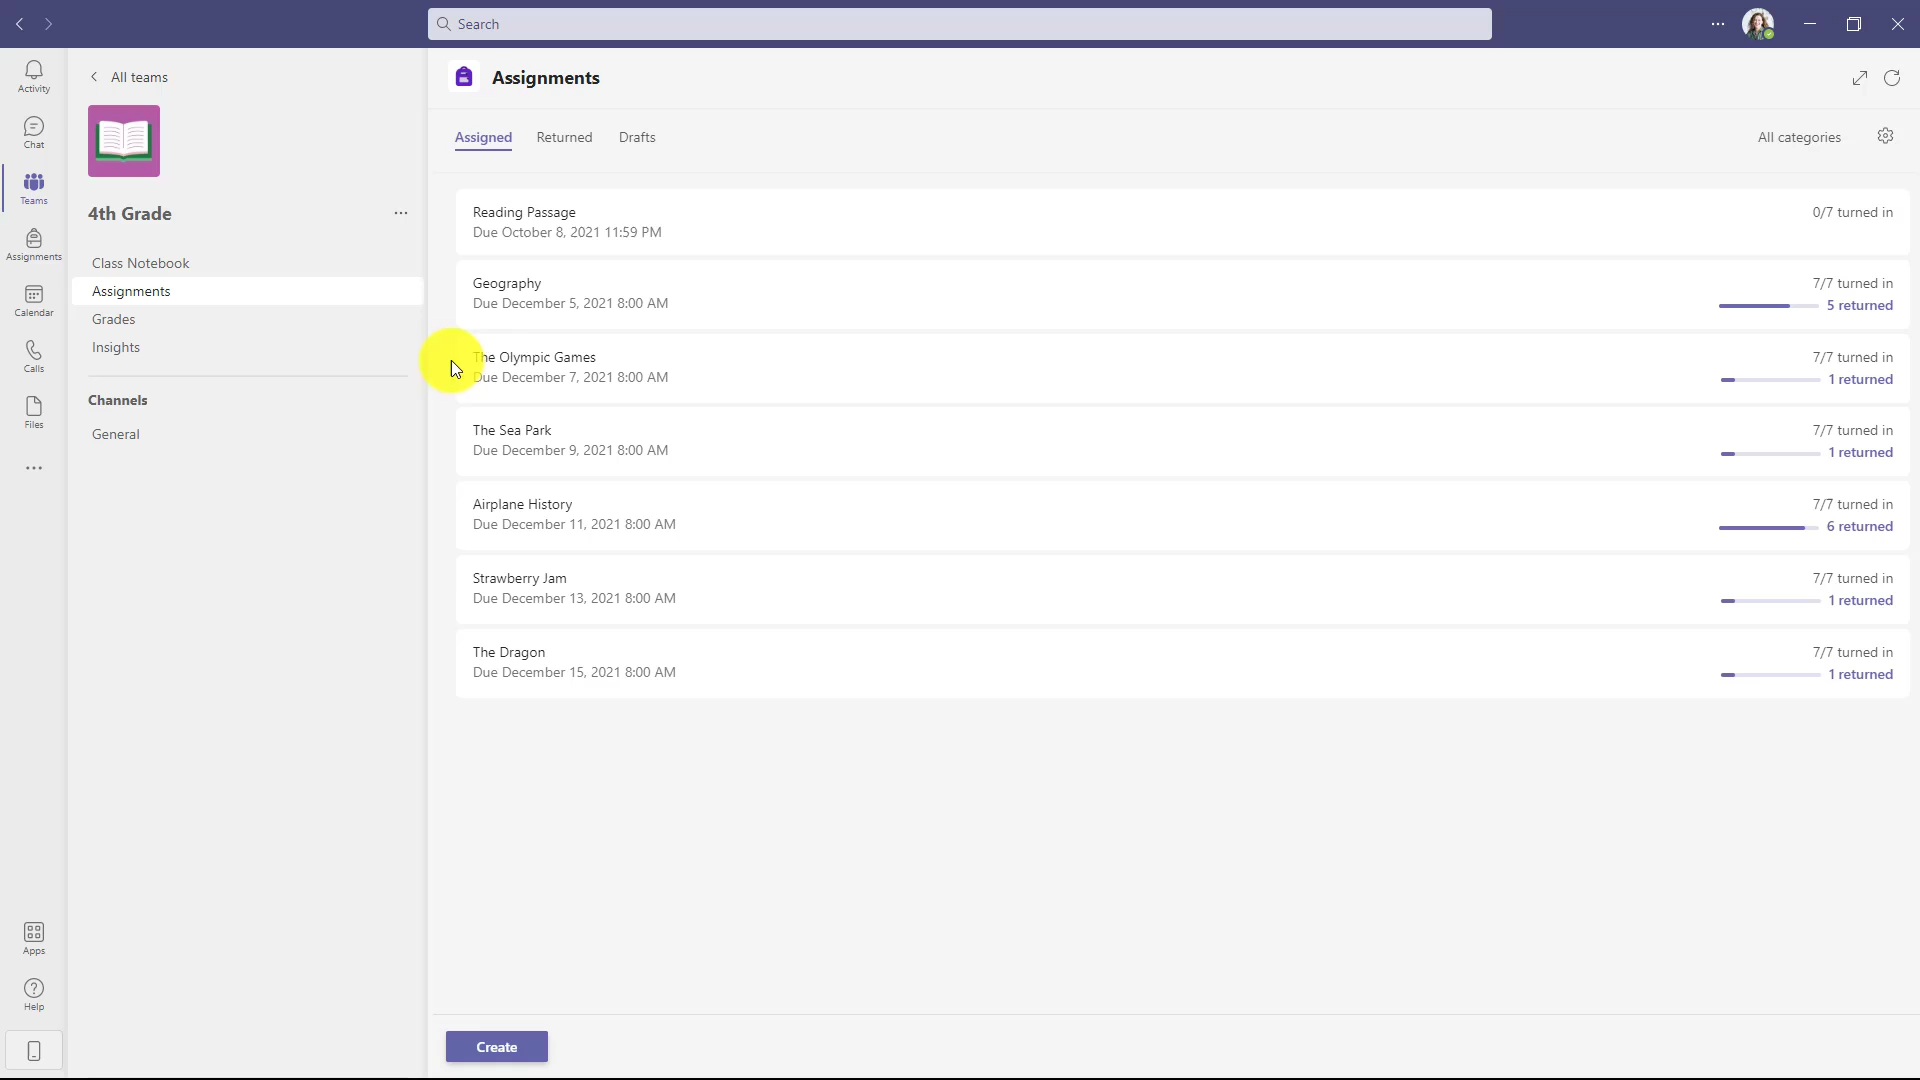 Search
Activity
Chat
Teams
Assignments
Calendar
Calls
Files
Apps
Help
All teams
4th Grade
Class Notebook
Assignments
Grades
Insights
Channels
General
Assignments
Assigned Returned Drafts All categories
Reading Passage 0/7 turned in
Due October 8, 2021 11:59 PM
Geography 7/7 turned in
Due December 5, 2021 8:00 AM 5 returned
The Olympic Games 7/7 turned in
Due December 7, 2021 8:00 AM 1 returned
The Sea Park 7/7 turned in
Due December 9, 2021 8:00 AM 1 returned
Airplane History 7/7 turned in
Due December 11, 2021 8:00 AM 6 returned
Strawberry Jam 7/7 turned in
Due December 13, 2021 8:00 AM 1 returned
The Dragon 7/7 turned in
Due December 15, 2021 8:00 AM 1 returned
Create